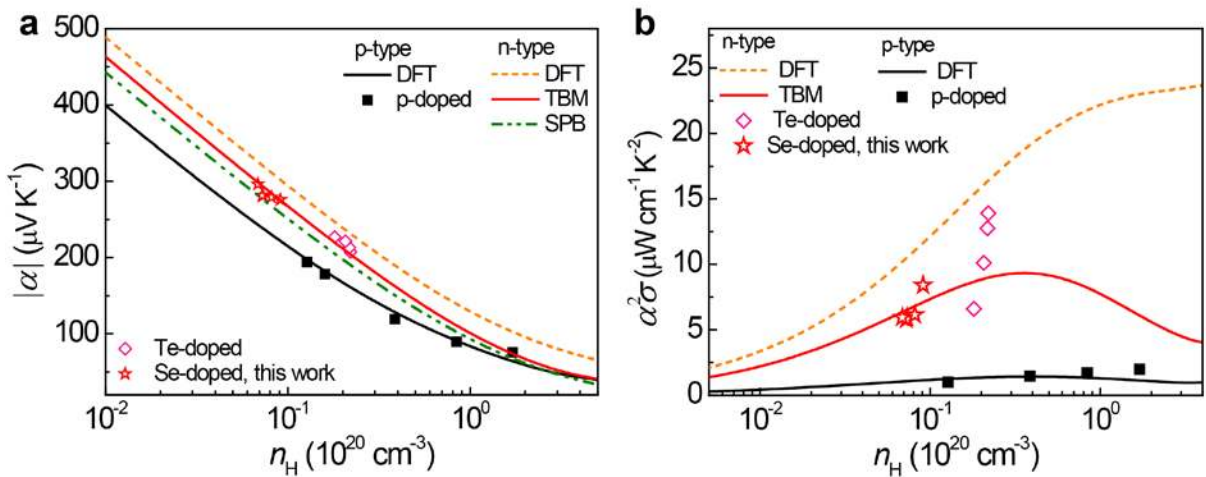 a
500
400
300
200
100
|α| (μV K⁻¹)
p-type n-type
DFT DFT
p-doped TBM
SPB
Te-doped
Se-doped, this work
10⁻² 10⁻¹ 10⁰
n_H (10²⁰ cm⁻³)
b
25
20
15
10
5
0
α²σ (μW cm⁻¹ K⁻²)
n-type p-type
DFT DFT
TBM p-doped
Te-doped
Se-doped, this work
10⁻² 10⁻¹ 10⁰
n_H (10²⁰ cm⁻³)